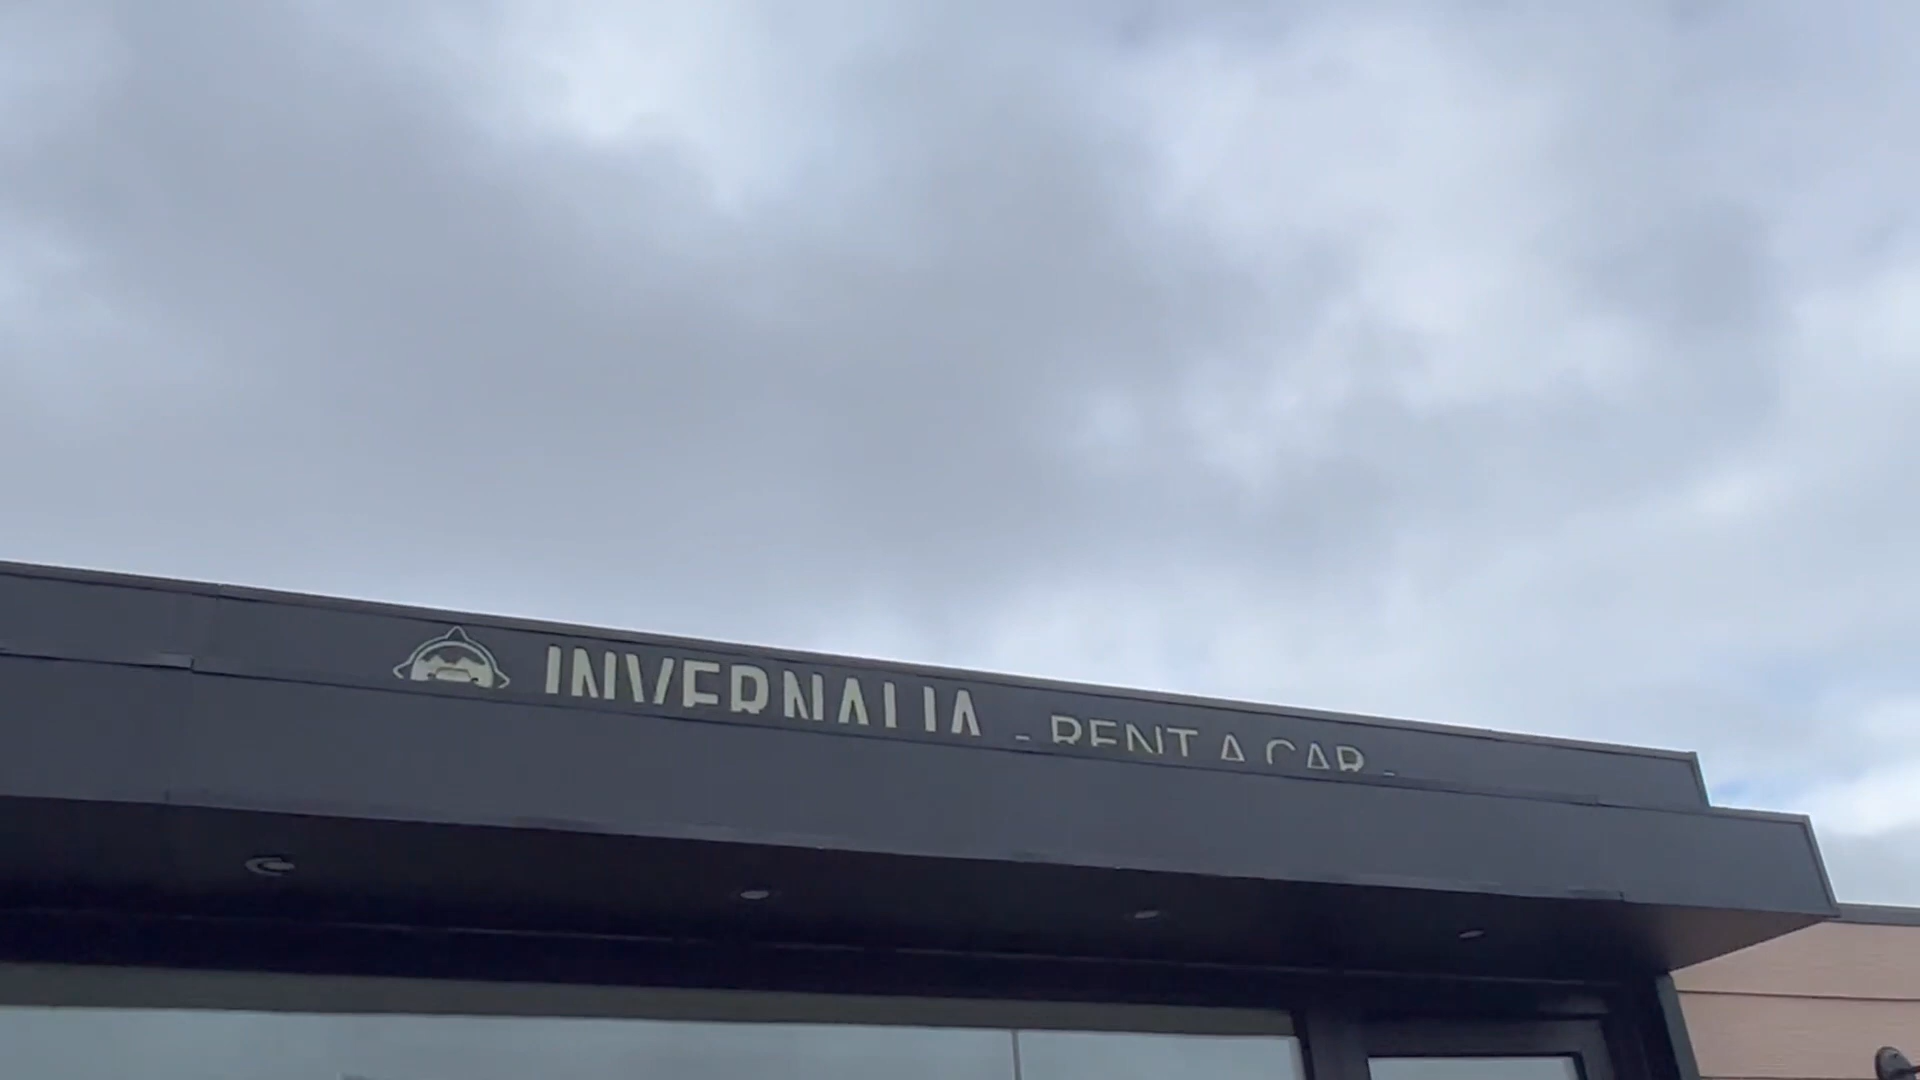 INVERNALIA - RENT A CAR -